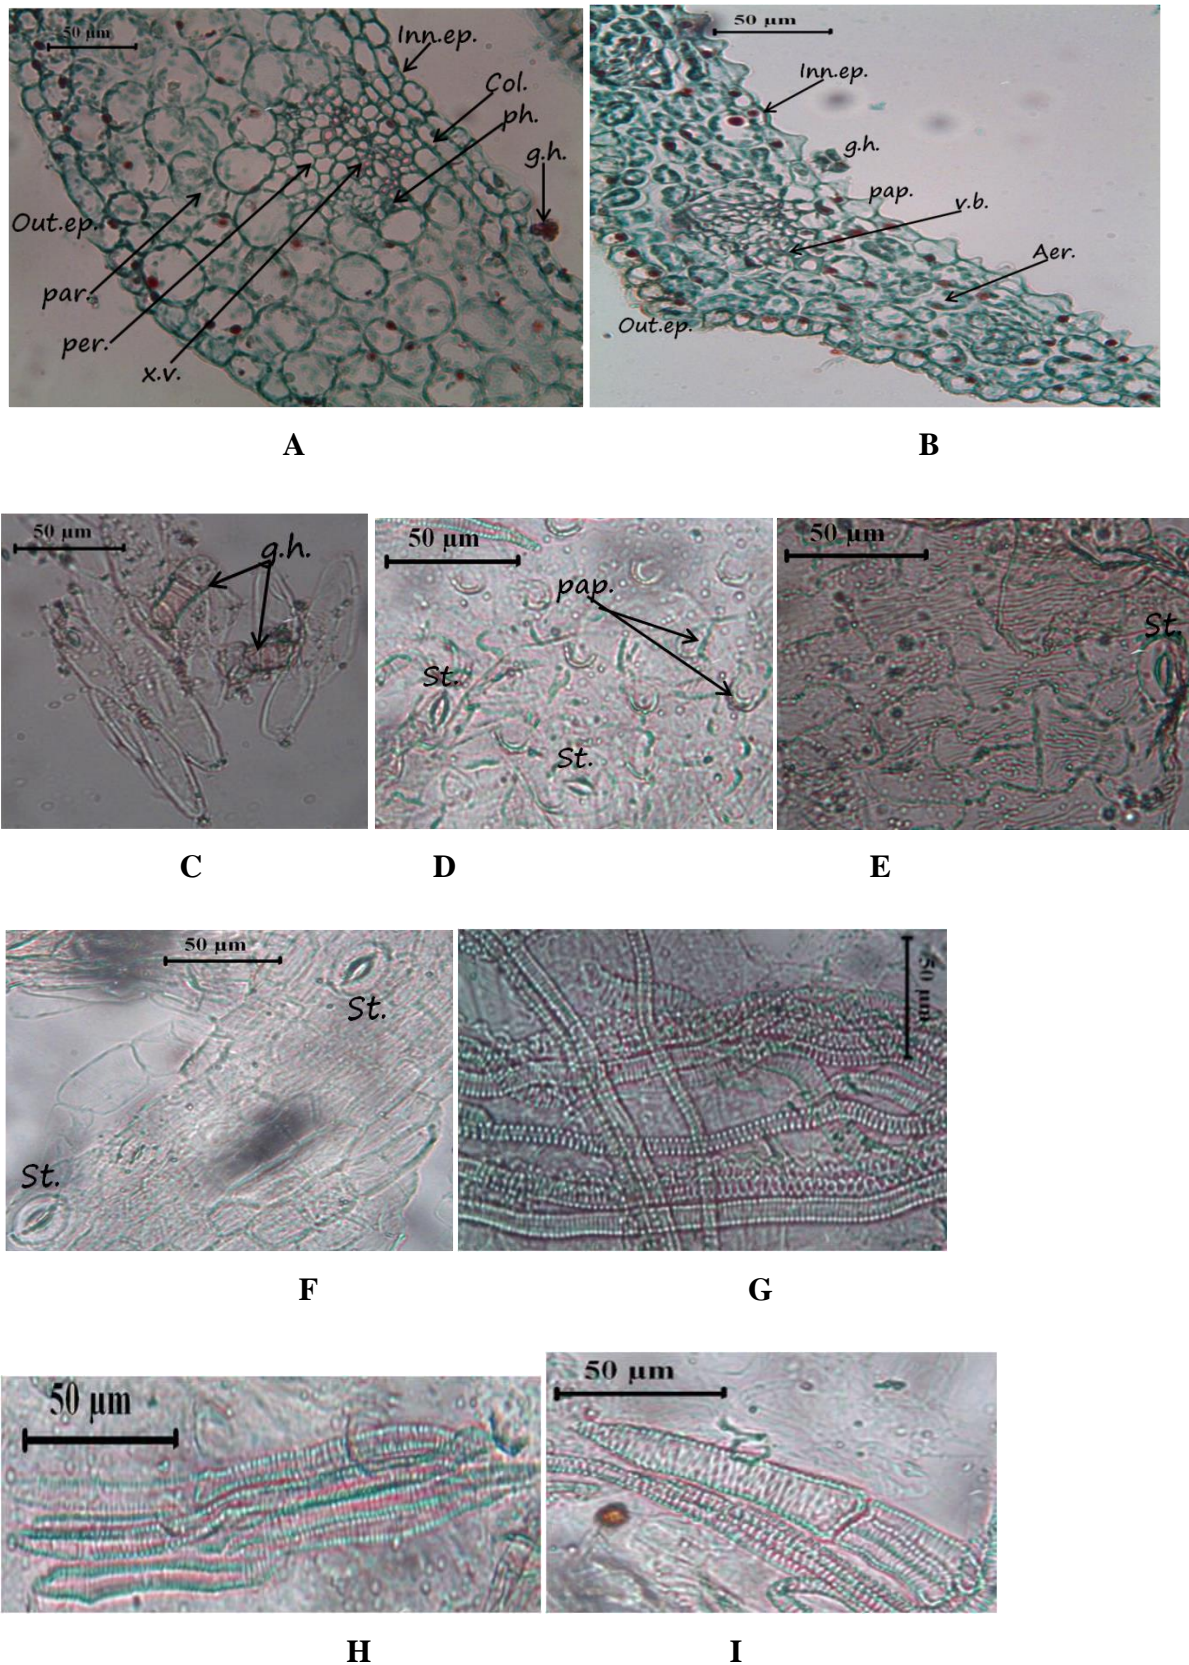 50 µm
Inn.ep.
Col.
ph.
g.h.
Out.ep.
par.
per.
x.v.
A
50 µm
Inn.ep.
g.h.
pap.
v.b.
Aer.
Out.ep.
B
50 µm
g.h.
C
50 µm
pap.
St.
St.
D
50 µm
St.
E
50 µm
St.
St.
F
50 µm
G
50 µm
H
50 µm
I